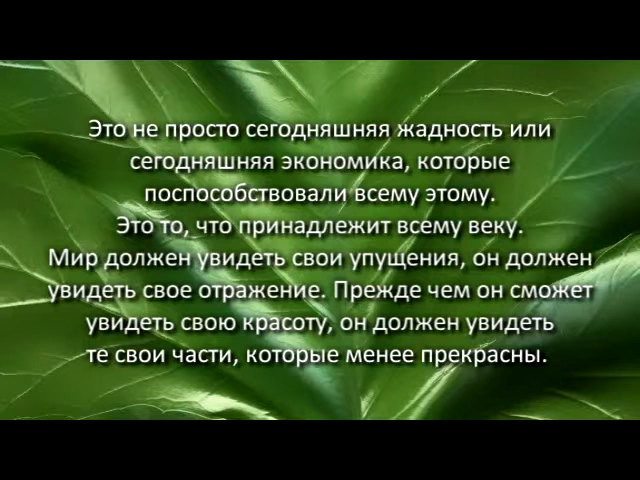 Это не просто сегодняшняя жадность или
сегодняшняя экономика, которые
поспособствовали всему этому.
Это то, что принадлежит всему веку.
Мир должен увидеть свои упущения, он должен
увидеть свое отражение. Прежде чем он сможет
увидеть свою красоту, он должен увидеть
те свои части, которые менее прекрасны.